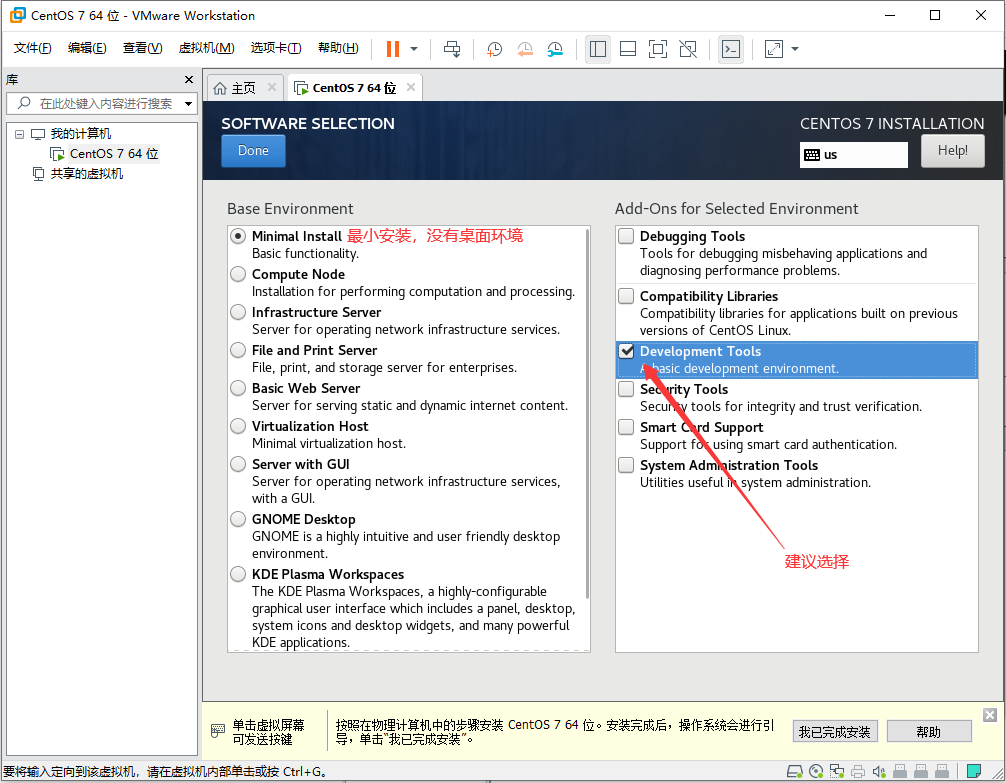 CentOS 7 64 位 - VMware Workstation
文件(F) 编辑(E) 查看(V) 虚拟机(M) 选项卡(T) 帮助(H)
库
在此处键入内容进行搜索
我的计算机
CentOS 7 64 位
共享的虚拟机
主页
CentOS 7 64 位
SOFTWARE SELECTION
Done
CENTOS 7 INSTALLATION
us
Help!
Base Environment
Minimal Install 最小安装，没有桌面环境
Basic functionality.
Compute Node
Installation for performing computation and processing.
Infrastructure Server
Server for operating network infrastructure services.
File and Print Server
File, print, and storage server for enterprises.
Basic Web Server
Server for serving static and dynamic internet content.
Virtualization Host
Minimal virtualization host.
Server with GUI
Server for operating network infrastructure services,
with a GUI.
GNOME Desktop
GNOME is a highly intuitive and user friendly desktop
environment.
KDE Plasma Workspaces
The KDE Plasma Workspaces, a highly-configurable
graphical user interface which includes a panel, desktop,
system icons and desktop widgets, and many powerful
KDE applications.
Add-Ons for Selected Environment
Debugging Tools
Tools for debugging misbehaving applications and
diagnosing performance problems.
Compatibility Libraries
Compatibility libraries for applications built on previous
versions of CentOS Linux.
Development Tools
A basic development environment.
Security Tools
Security tools for integrity and trust verification.
Smart Card Support
Support for using smart card authentication.
System Administration Tools
Utilities useful in system administration.
建议选择
单击虚拟屏幕
可发送按键
按照在物理计算机中的步骤安装 CentOS 7 64 位。安装完成后，操作系统会进行引
导，单击“我已完成安装”。
我已完成安装
帮助
要将输入定向到该虚拟机，请在虚拟机内部单击或按 Ctrl+G。